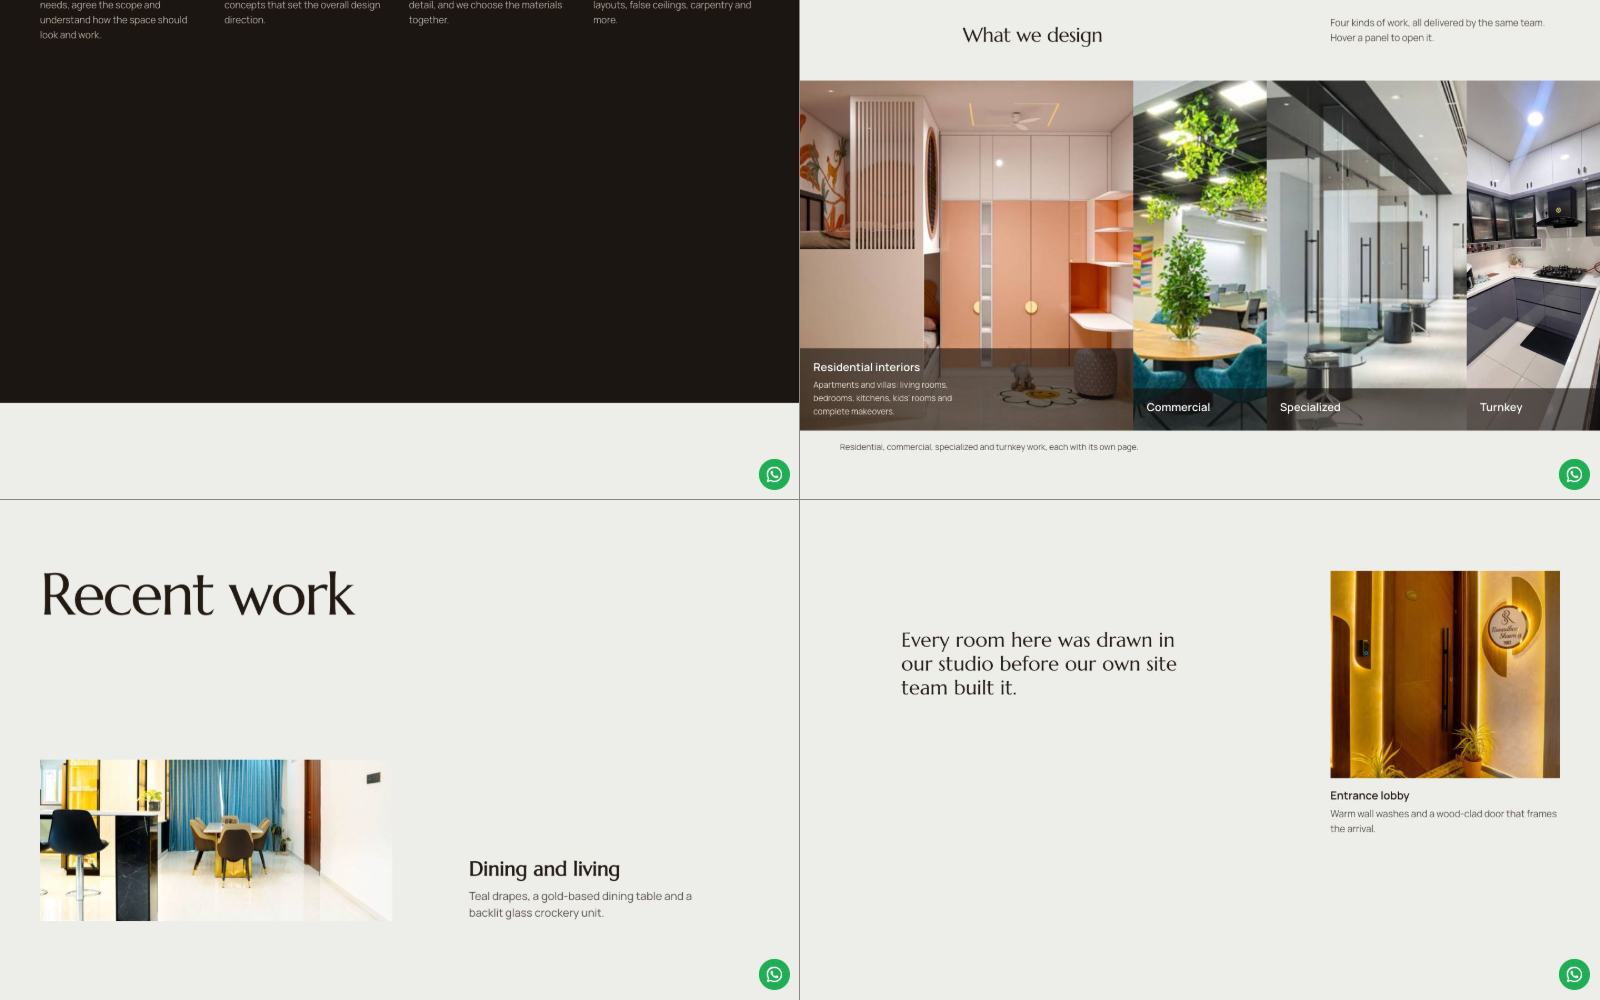 needs, agree the scope and
understand how the space should
look and work.
concepts that set the overall design
direction.
detail, and we choose the materials
together.
layouts, false ceilings, carpentry and
more.
What we design
Four kinds of work, all delivered by the same team.
Hover a panel to open it.
Residential interiors
Apartments and villas: living rooms,
bedrooms, kitchens, kids' rooms and
complete makeovers.
Commercial
Specialized
Turnkey
Residential, commercial, specialized and turnkey work, each with its own page.
Recent work
Dining and living
Teal drapes, a gold-based dining table and a
backlit glass crockery unit.
Every room here was drawn in
our studio before our own site
team built it.
Entrance lobby
Warm wall washes and a wood-clad door that frames
the arrival.